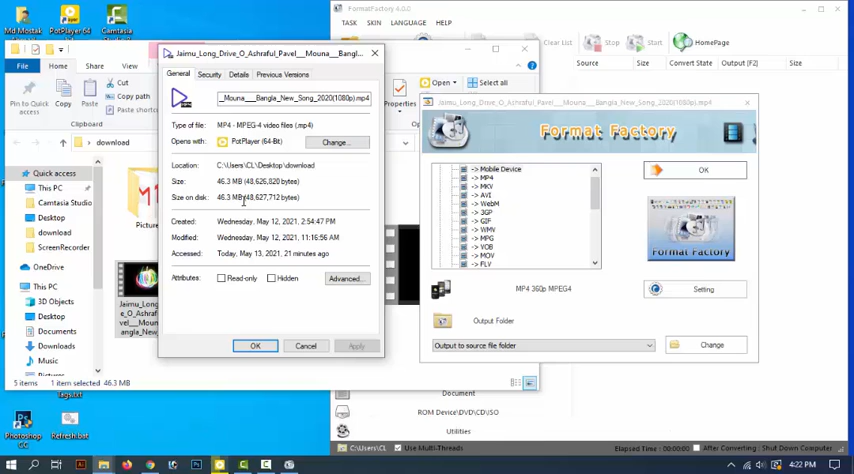 Md Mostak
PotPlayer 64
Camtasia
FormatFactory 4.0.0
TASK SKIN LANGUAGE HELP
Clear List Stop Start HomePage
Source Size Convert State Output [F2] Size
File Home Share View
Pin to Quick access
Copy
Paste
Cut
Copy path
Paste shortcut
Clipboard
Properties
Open
Select all
download
Quick access
This PC
Camtasia Studio
Desktop
download
ScreenRecorder
OneDrive
This PC
3D Objects
Desktop
Documents
Downloads
Music
Pictures
Picture
Jaimu_Long_Driv
e_O_Ashraful_Pa
vel___Mouna__B
angla_New_Song
5 items 1 item selected 46.3 MB
Tags.txt
Photoshop CC
Refresh.bat
Jaimu_Long_Drive_O_Ashraful_Pavel___Mouna__Bangl...
General Security Details Previous Versions
_Mouna___Bangla_New_Song_2020(1080p).mp4
Type of file: MP4 - MPEG-4 video files (.mp4)
Opens with: PotPlayer (64-Bit) Change...
Location: C:\Users\CL\Desktop\download
Size: 46.3 MB (48,626,820 bytes)
Size on disk: 46.3 MB (48,627,712 bytes)
Created: Wednesday, May 12, 2021, 2:54:47 PM
Modified: Wednesday, May 12, 2021, 11:16:56 AM
Accessed: Today, May 13, 2021, 21 minutes ago
Attributes: Read-only Hidden Advanced...
OK Cancel Apply
Jaimu_Long_Drive_O_Ashraful_Pavel___Mouna___Bangla_New_Song_2020(1080p).mp4
Format Factory
-> Mobile Device
-> MP4
-> MKV
-> AVI
-> WebM
-> 3GP
-> GIF
-> WMV
-> MPG
-> VOB
-> MOV
-> FLV
OK
Format Factory
MP4 360p MPEG4
Setting
Output Folder
Output to source file folder
Change
Document
ROM Device\DVD\CD\ISO
Utilities
C:\Users\CL Use Multi-Threads Elapsed Time : 00:00:00 After Converting : Shut Down Computer
4:22 PM